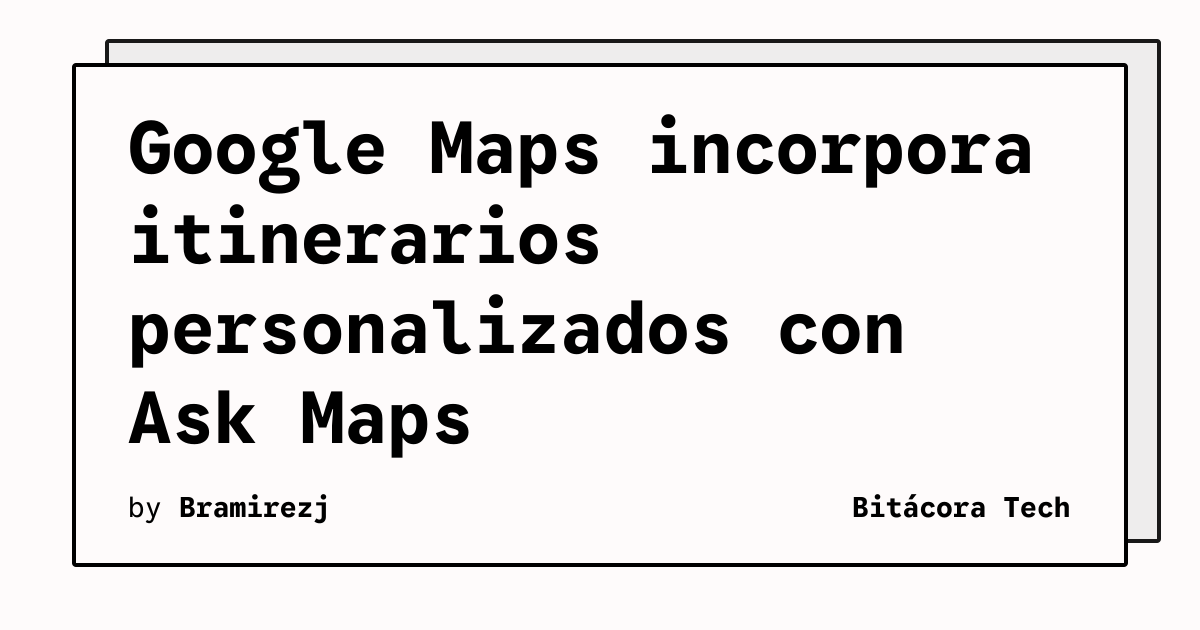 Google Maps incorpora
itinerarios
personalizados con
Ask Maps
by Bramirezj
Bitácora Tech